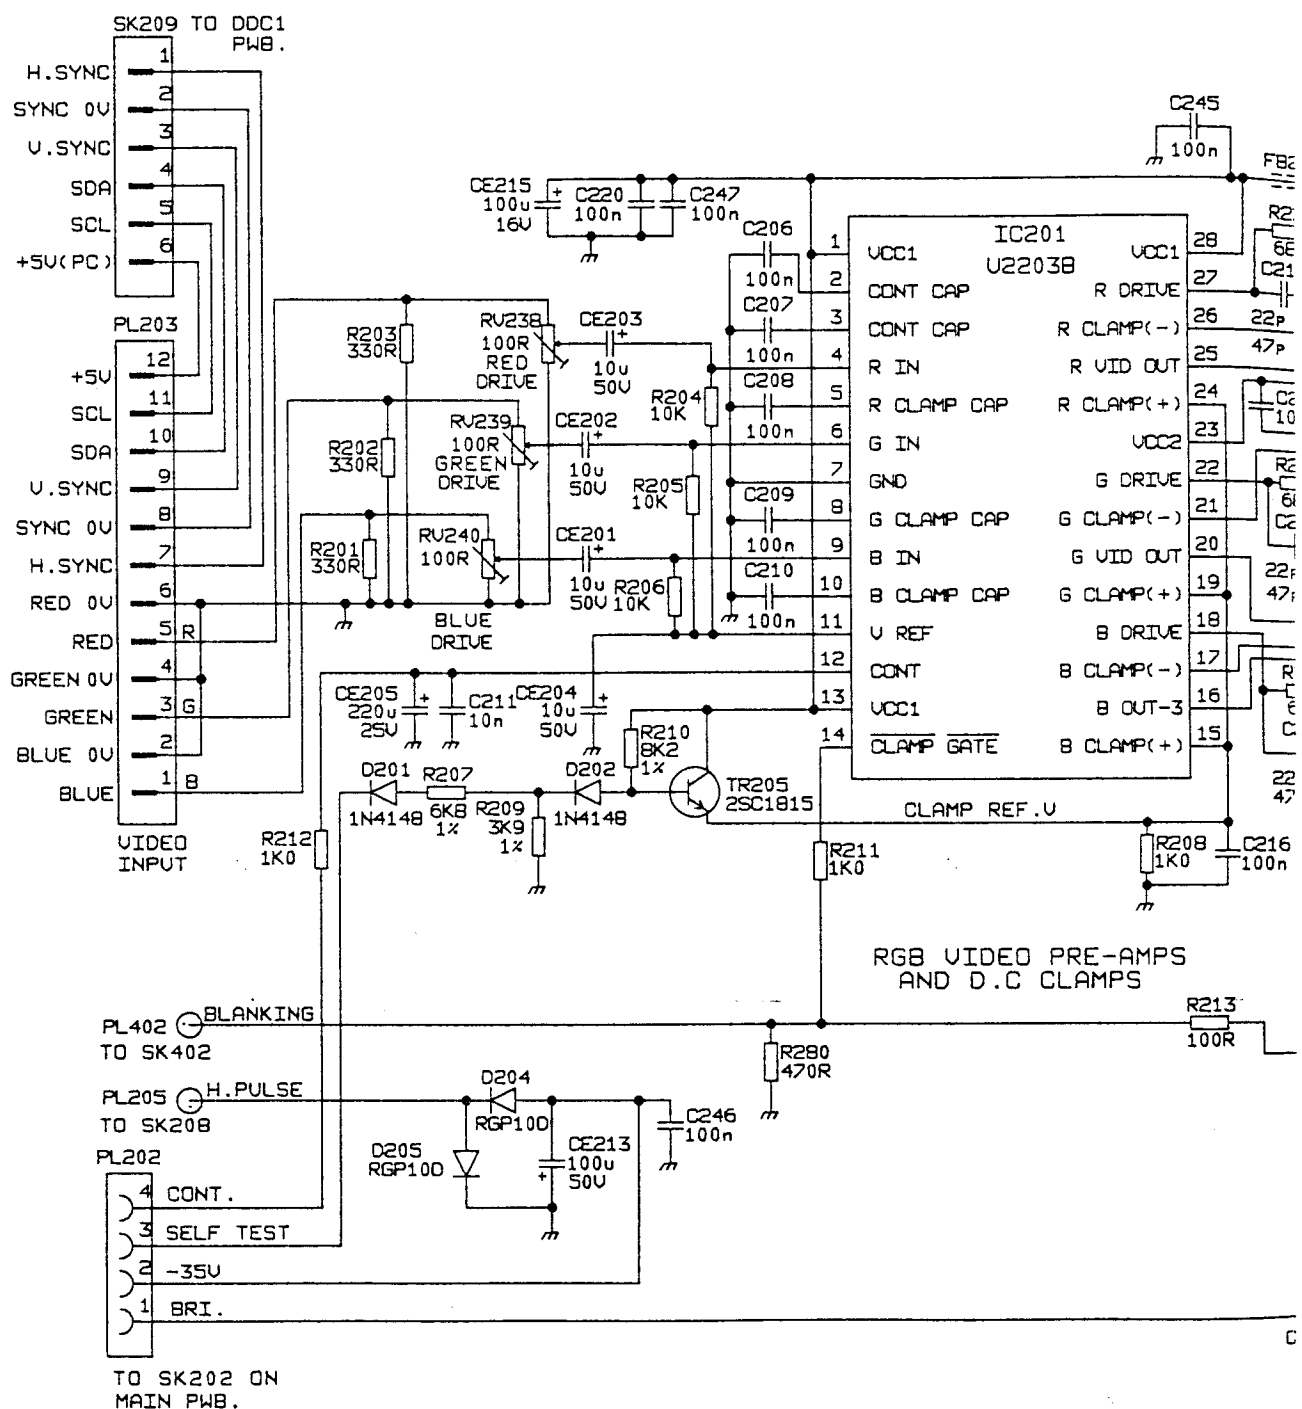 SK209 TO DDC1
PWB.
H.SYNC 1
SYNC 0V 2
V.SYNC 3
SDA 4
SCL 5
+5V(PC) 6
PL203
+5V 12
SCL 11
SDA 10
V.SYNC 9
SYNC 0V 8
H.SYNC 7
RED 0V 6
RED 5 R
GREEN 0V 4
GREEN 3 G
BLUE 0V 2
BLUE 1 B
VIDEO
INPUT
R203
330R
R202
330R
R201
330R
RV238
100R
RED
DRIVE
RV239
100R
GREEN
DRIVE
RV240
100R
BLUE
DRIVE
CE203
+
10u
50V
CE202
+
10u
50V
CE201
+
10u
50V
R204
10K
R205
10K
R206
10K
CE215
100u
16V
+
C220
100n
C247
100n
C245
100n
C206
100n
C207
100n
C208
100n
C209
100n
C210
100n
IC201
U2203B
1 VCC1
2 CONT CAP
3 CONT CAP
4 R IN
5 R CLAMP CAP
6 G IN
7 GND
8 G CLAMP CAP
9 B IN
10 B CLAMP CAP
11 V REF
12 CONT
13 VCC1
14 CLAMP GATE
VCC1 28
R DRIVE 27
R CLAMP(-) 26
R VID OUT 25
R CLAMP(+) 24
VCC2 23
G DRIVE 22
G CLAMP(-) 21
G VID OUT 20
G CLAMP(+) 19
B DRIVE 18
B CLAMP(-) 17
B OUT-3 16
B CLAMP(+) 15
22p
47p
CE205
220u
25V
+
C211
10n
CE204
10u
50V
+
R210
8K2
1%
D201
1N4148
R207
6K8
1%
R209
3K9
1%
D202
1N4148
TR205
2SC1815
CLAMP REF.V
R212
1K0
R211
1K0
R208
1K0
C216
100n
RGB VIDEO PRE-AMPS
AND D.C CLAMPS
PL402
TO SK402
BLANKING
R280
470R
R213
100R
PL205
TO SK208
H.PULSE
D204
RGP10D
D205
RGP10D
CE213
100u
50V
+
C246
100n
PL202
4 CONT.
3 SELF TEST
2 -35V
1 BRI.
TO SK202 ON
MAIN PWB.